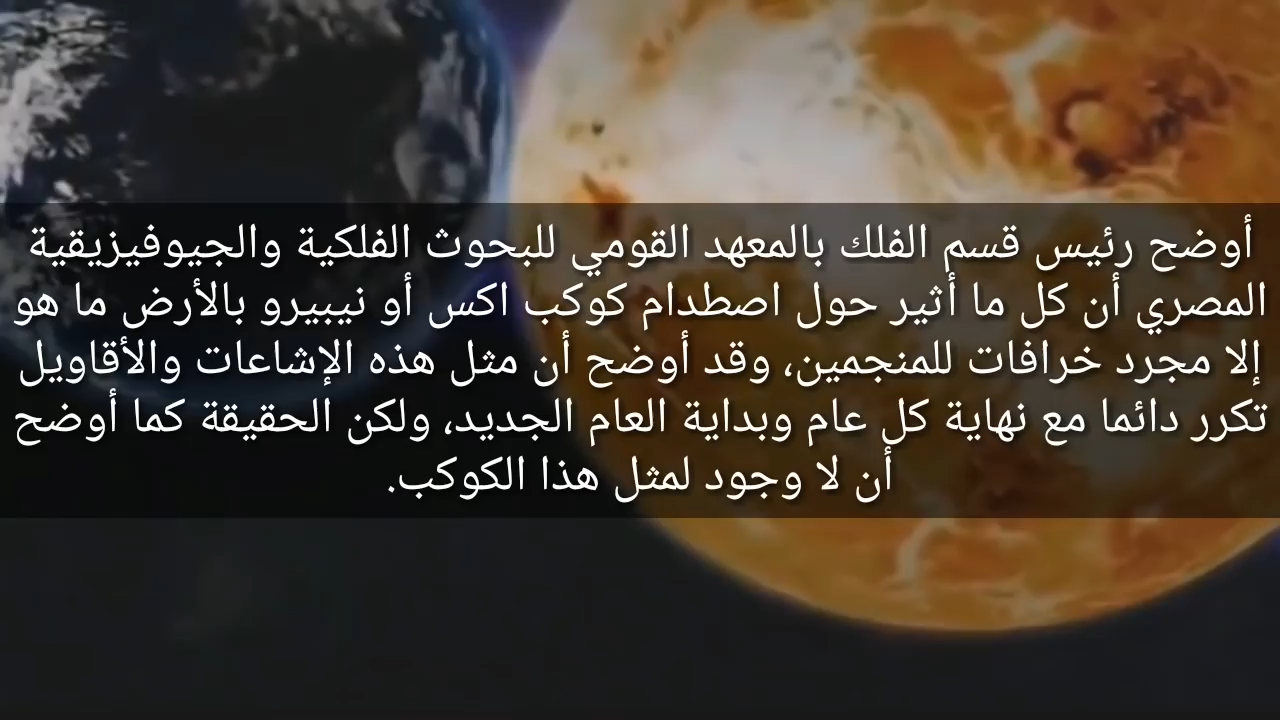 أوضح رئيس قسم الفلك بالمعهد القومي للبحوث الفلكية والجيوفيزيقية
المصري أن كل ما أثير حول اصطدام كوكب اكس أو نيبيرو بالأرض ما هو
إلا مجرد خرافات للمنجمين، وقد أوضح أن مثل هذه الإشاعات والأقاويل
تكرر دائما مع نهاية كل عام وبداية العام الجديد، ولكن الحقيقة كما أوضح
أن لا وجود لمثل هذا الكوكب.